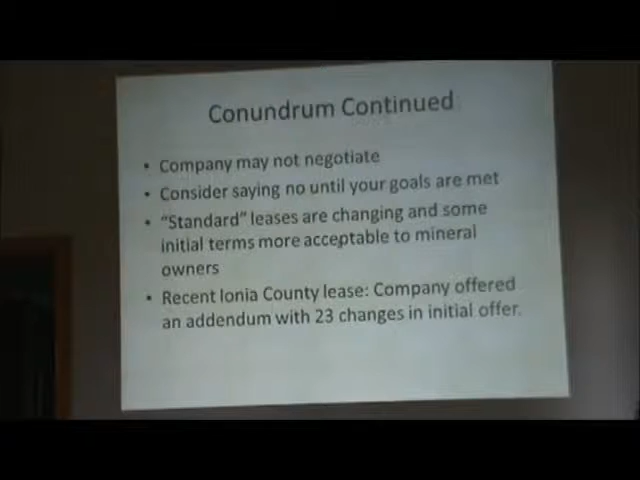 Conundrum Continued
• Company may not negotiate
• Consider saying no until your goals are met
• "Standard" leases are changing and some
initial terms more acceptable to mineral
owners
• Recent Ionia County lease: Company offered
an addendum with 23 changes in initial offer.